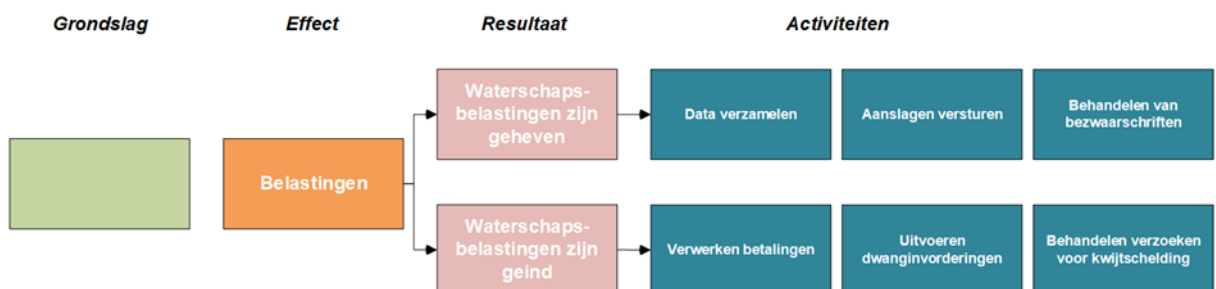 Grondslag
Effect
Resultaat
Activiteiten
Waterschaps-
belastingen zijn
geheven
Data verzamelen
Aanslagen versturen
Behandelen van
bezwaarschriften
Belastingen
Waterschaps-
belastingen zijn
geind
Verwerken betalingen
Uitvoeren
dwanginvorderingen
Behandelen verzoeken
voor kwijtschelding